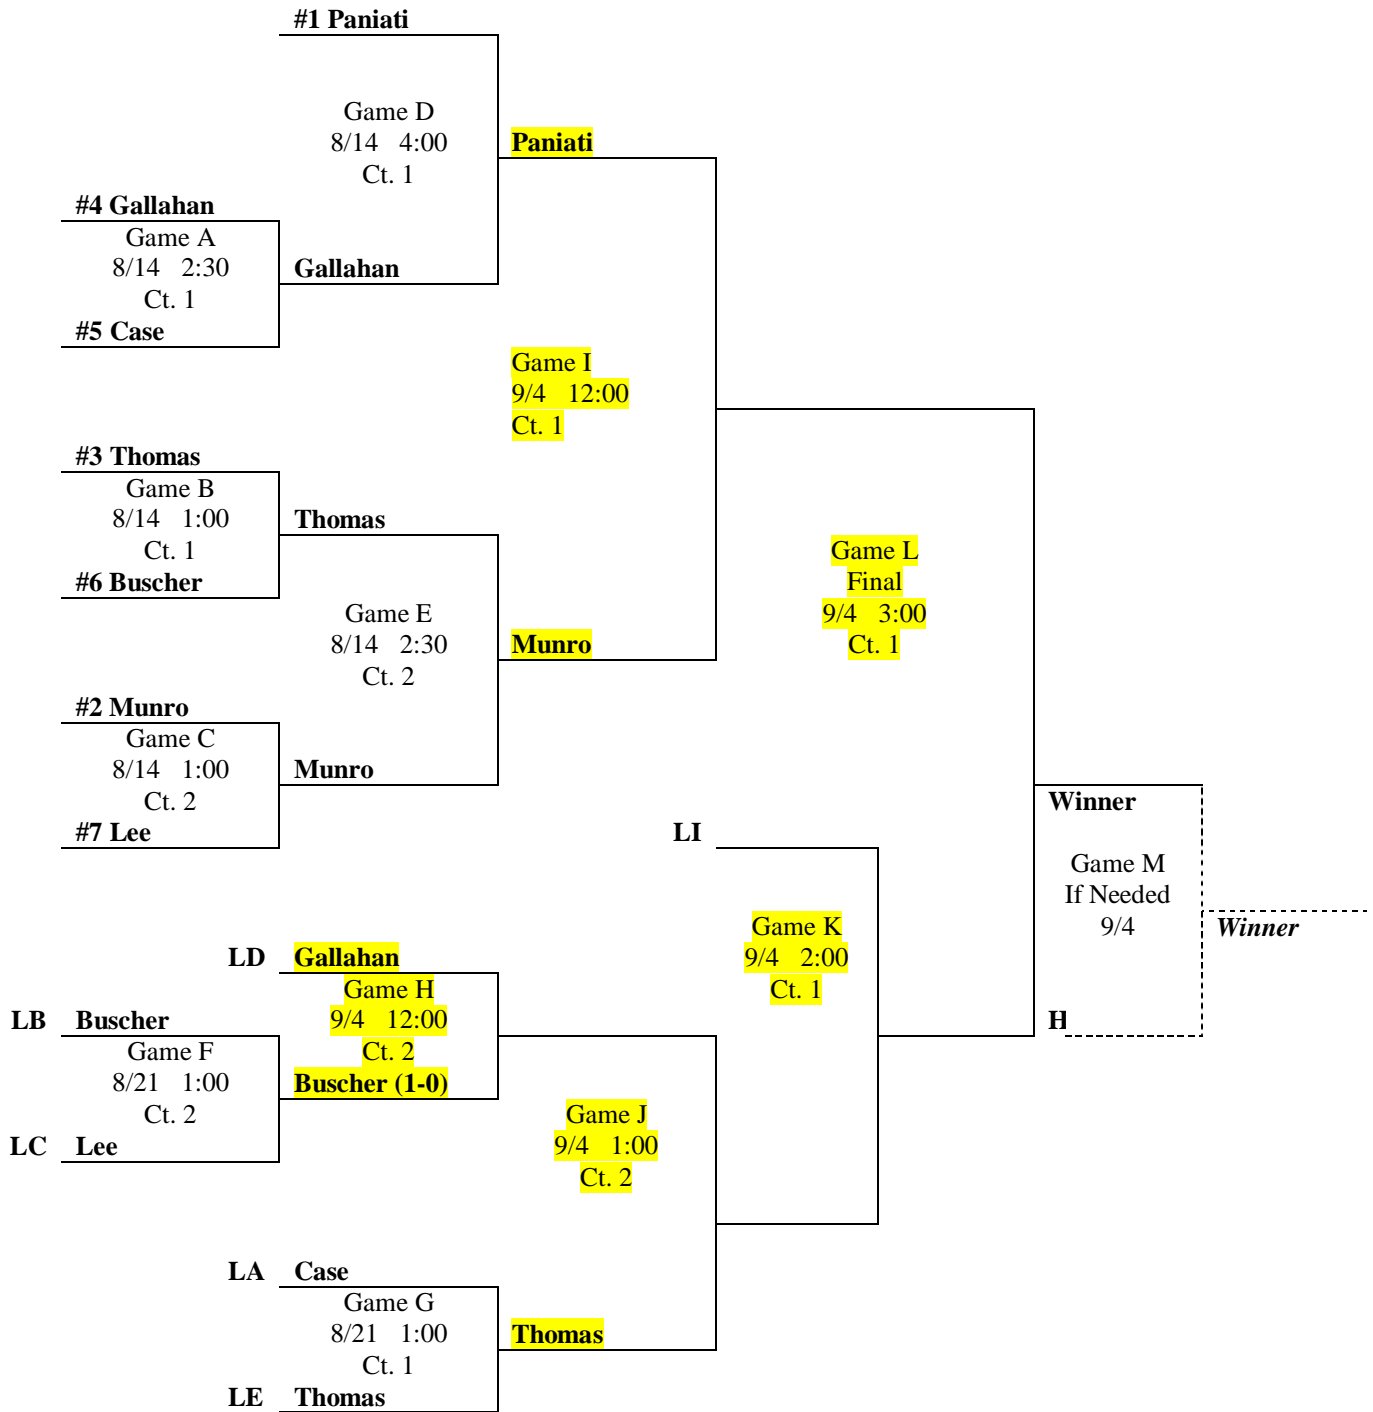 #1 Paniati
Game D
8/14 4:00
Ct. 1
Paniati
#4 Gallahan
Game A
8/14 2:30
Ct. 1
Gallahan
#5 Case
Game I
9/4 12:00
Ct. 1
#3 Thomas
Game B
8/14 1:00
Ct. 1
Thomas
#6 Buscher
Game E
8/14 2:30
Ct. 2
Munro
Game L
Final
9/4 3:00
Ct. 1
#2 Munro
Game C
8/14 1:00
Ct. 2
Munro
#7 Lee
Winner
LI
Game M
If Needed
9/4
Winner
Game K
9/4 2:00
Ct. 1
LD Gallahan
Game H
9/4 12:00
Ct. 2
LB Buscher
H
Game F
8/21 1:00
Ct. 2
Buscher (1-0)
LC Lee
Game J
9/4 1:00
Ct. 2
LA Case
Game G
8/21 1:00
Ct. 1
Thomas
LE Thomas